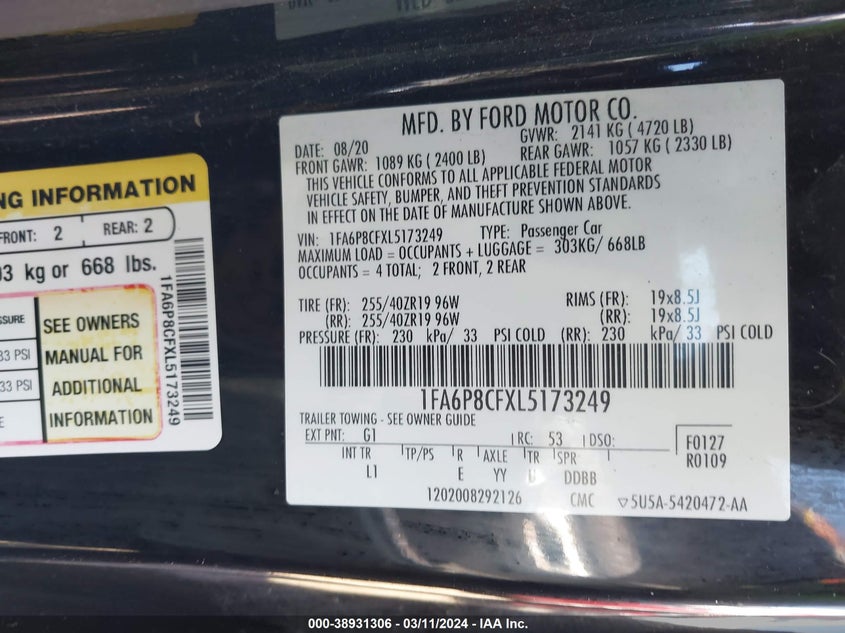 NG INFORMATION
FRONT: 2 REAR: 2
03 kg or 668 lbs.
SSURE
33 PSI
33 PSI
SEE OWNERS
MANUAL FOR
ADDITIONAL
INFORMATION
1FA6P8CFXL5173249
MFD. BY FORD MOTOR CO.
DATE: 08/20 GVWR: 2141 KG ( 4720 LB)
FRONT GAWR: 1089 KG ( 2400 LB) REAR GAWR: 1057 KG ( 2330 LB)
THIS VEHICLE CONFORMS TO ALL APPLICABLE FEDERAL MOTOR
VEHICLE SAFETY, BUMPER, AND THEFT PREVENTION STANDARDS
IN EFFECT ON THE DATE OF MANUFACTURE SHOWN ABOVE.
VIN: 1FA6P8CFXL5173249 TYPE: Passenger Car
MAXIMUM LOAD = OCCUPANTS + LUGGAGE = 303KG/ 668LB
OCCUPANTS = 4 TOTAL; 2 FRONT, 2 REAR
TIRE (FR): 255/40ZR19 96W RIMS (FR): 19x8.5J
(RR): 255/40ZR19 96W (RR): 19x8.5J
PRESSURE (FR): 230 kPa/ 33 PSI COLD (RR): 230 kPa/ 33 PSI COLD
1FA6P8CFXL5173249
TRAILER TOWING - SEE OWNER GUIDE
EXT PNT: G1 RC: 53 DSO: F0127
INT TR TP/PS R AXLE TR SPR R0109
L1 E YY U DDBB
1202008292126 CMC ▽5U5A-5420472-AA
000-38931306 - 03/11/2024 - IAA Inc.